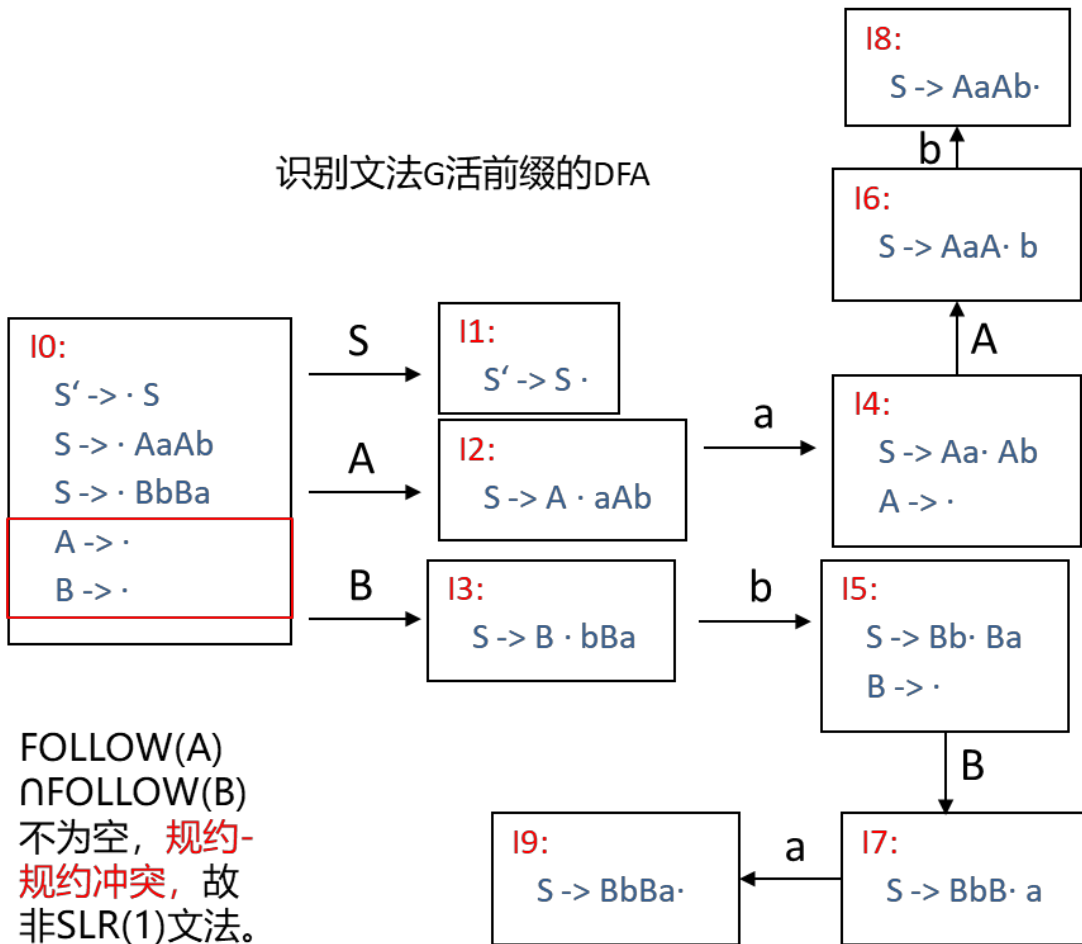 I8:
S -> AaAb·
b
识别文法G活前缀的DFA
I6:
S -> AaA· b
A
I0:
S‘ -> · S
S -> · AaAb
S -> · BbBa
A -> ·
B -> ·
S
I1:
S‘ -> S ·
A
I2:
S -> A · aAb
a
I4:
S -> Aa· Ab
A -> ·
B
I3:
S -> B · bBa
b
I5:
S -> Bb· Ba
B -> ·
B
FOLLOW(A)
∩FOLLOW(B)
不为空，规约-
规约冲突，故
非SLR(1)文法。
I9:
S -> BbBa·
a
I7:
S -> BbB· a